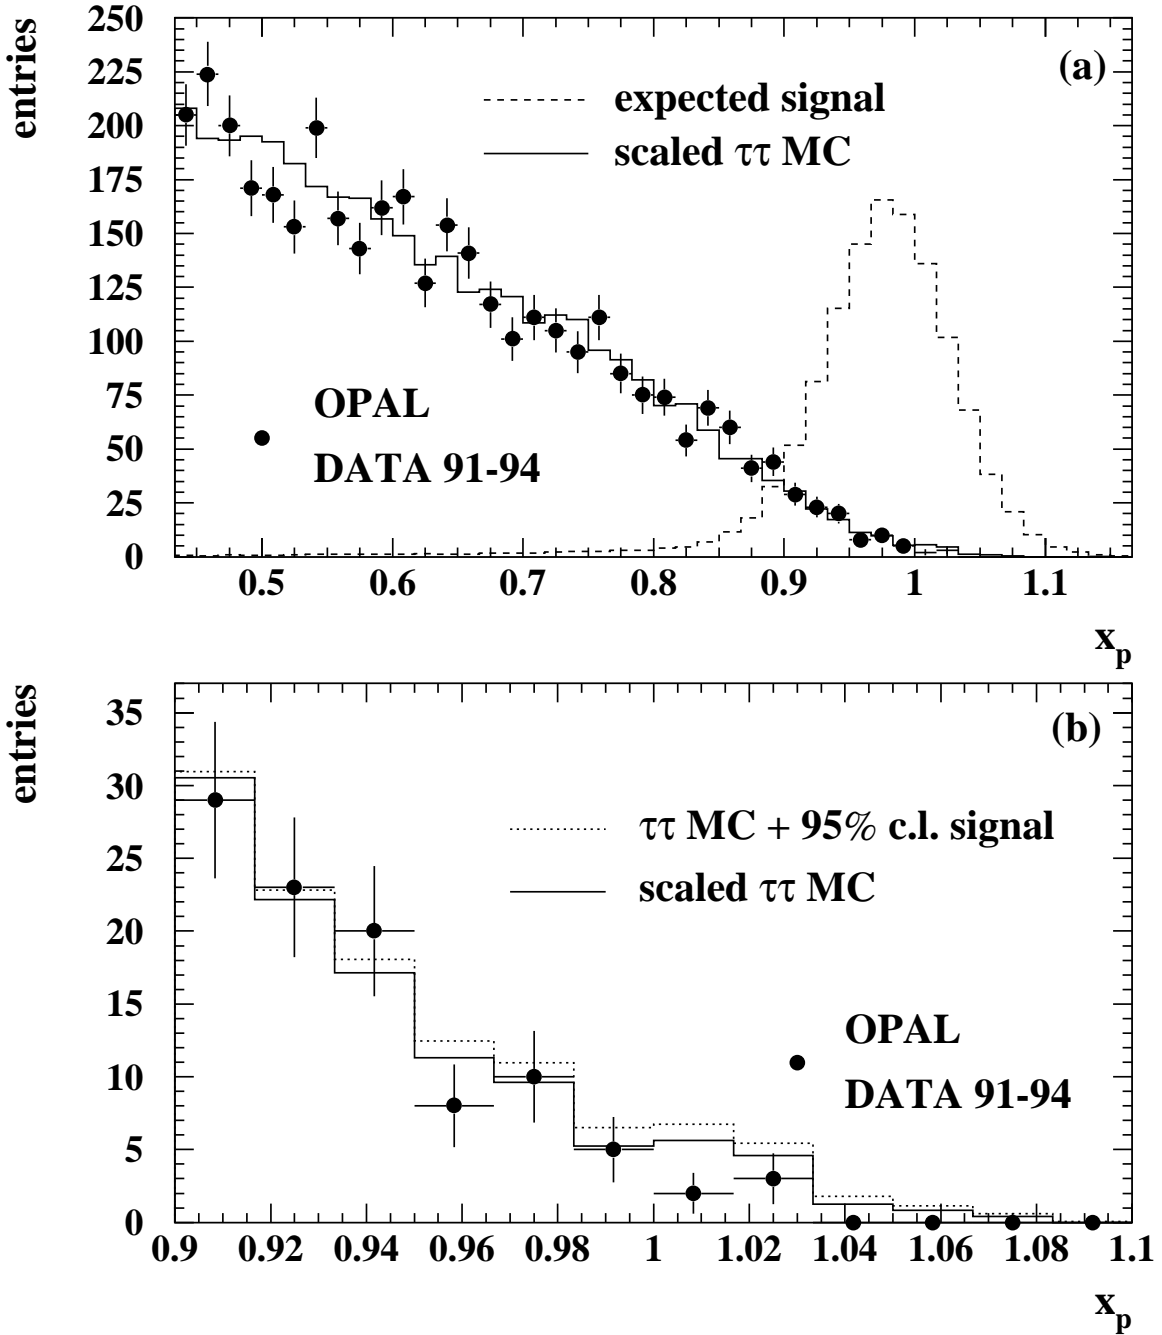 entries
(a)
250
225
200
175
150
125
100
75
50
25
0
expected signal
scaled ττ MC
OPAL
DATA 91-94
0.5 0.6 0.7 0.8 0.9 1 1.1
x_p
entries
(b)
35
30
25
20
15
10
5
0
ττ MC + 95% c.l. signal
scaled ττ MC
OPAL
DATA 91-94
0.9 0.92 0.94 0.96 0.98 1 1.02 1.04 1.06 1.08 1.1
x_p